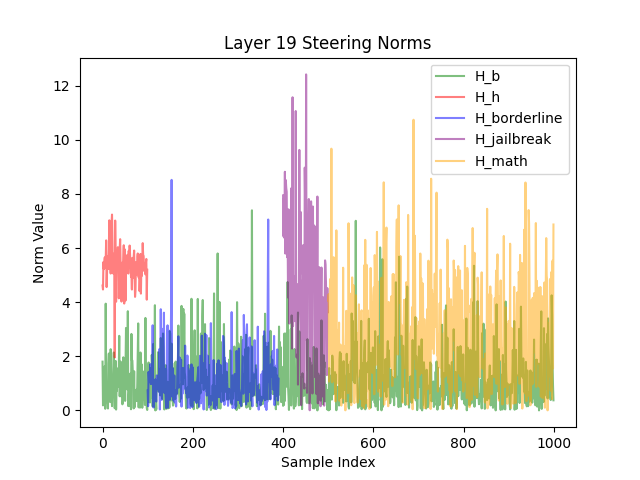 Layer 19 Steering Norms
H_b
H_h
H_borderline
H_jailbreak
H_math
Norm Value
12
10
8
6
4
2
0
0
200
400
600
800
1000
Sample Index